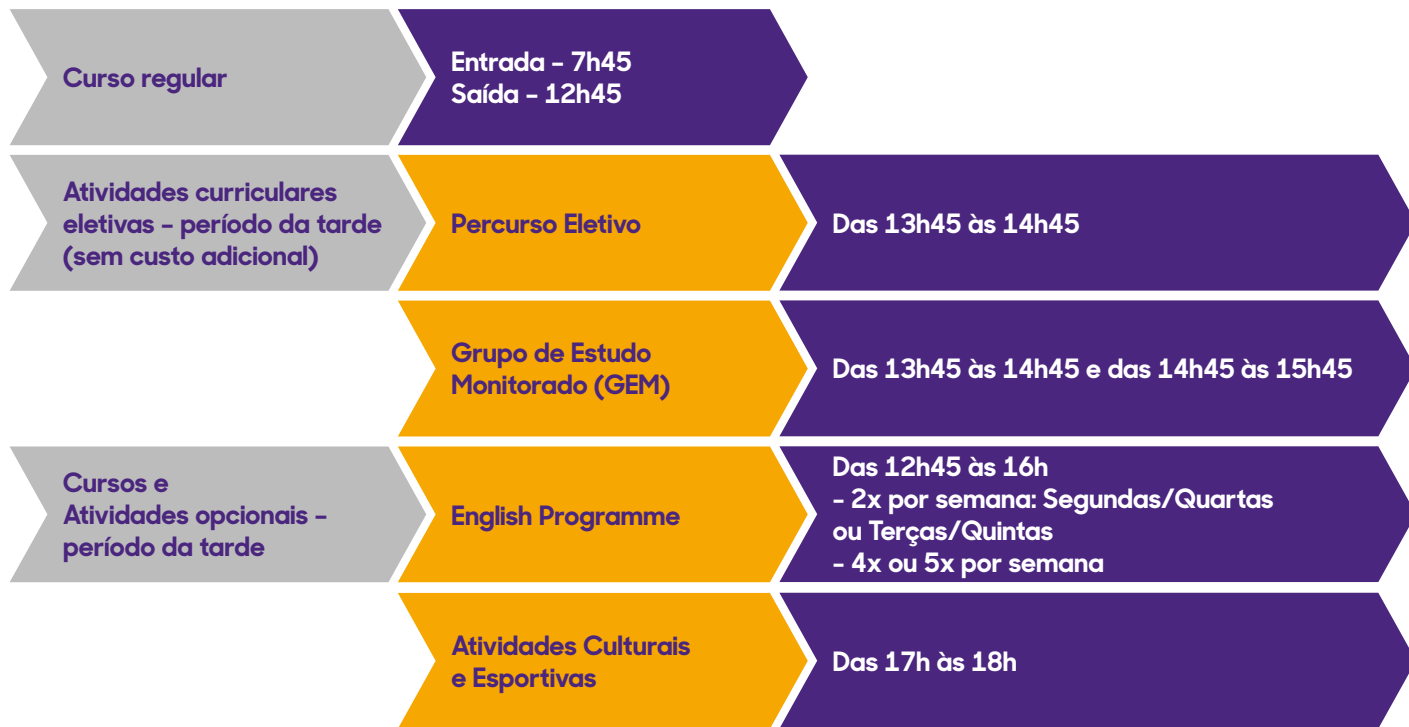 Curso regular
Entrada – 7h45
Saída – 12h45
Atividades curriculares
eletivas – período da tarde
(sem custo adicional)
Percurso Eletivo
Das 13h45 às 14h45
Grupo de Estudo
Monitorado (GEM)
Das 13h45 às 14h45 e das 14h45 às 15h45
Cursos e
Atividades opcionais –
período da tarde
English Programme
Das 12h45 às 16h
- 2x por semana: Segundas/Quartas
ou Terças/Quintas
- 4x ou 5x por semana
Atividades Culturais
e Esportivas
Das 17h às 18h